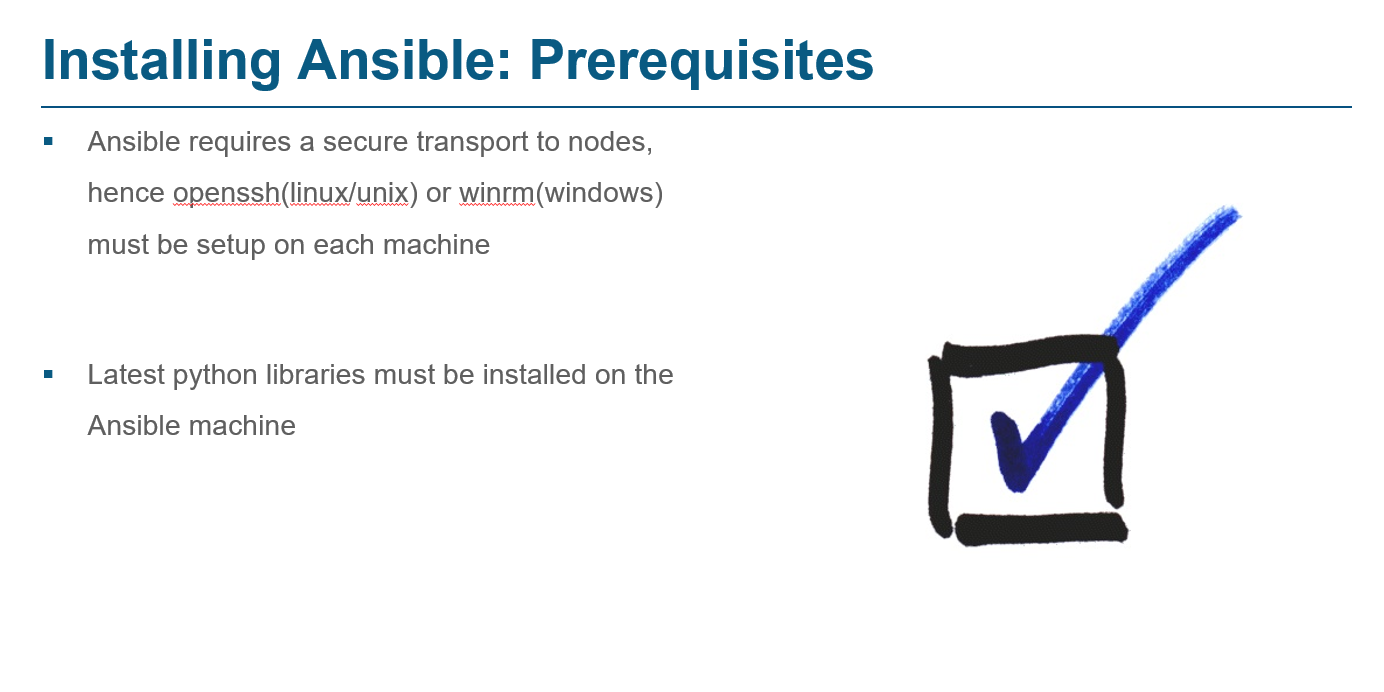 Installing Ansible: Prerequisites
Ansible requires a secure transport to nodes,
hence openssh(linux/unix) or winrm(windows)
must be setup on each machine
Latest python libraries must be installed on the
Ansible machine